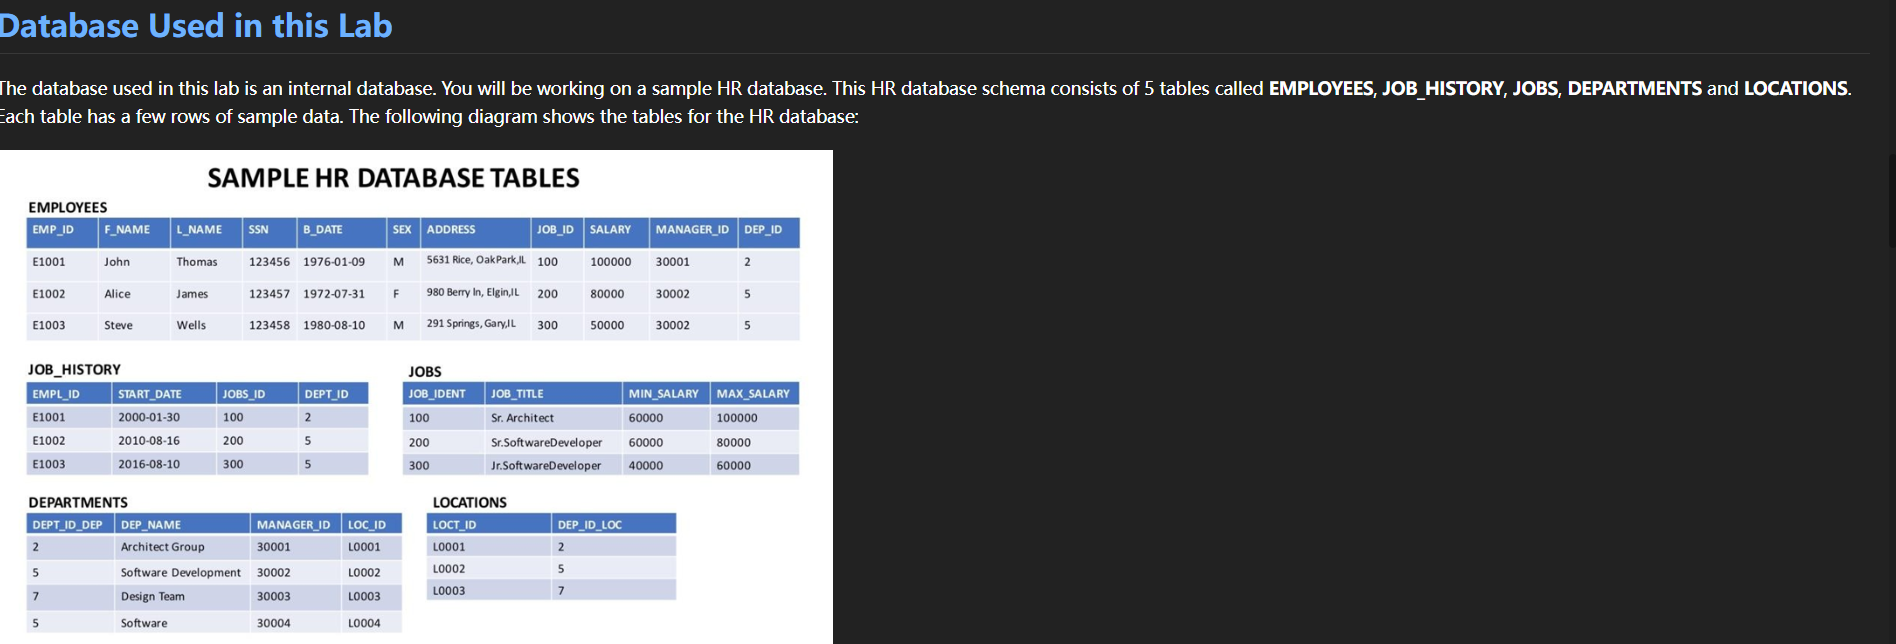 Database Used in this Lab
The database used in this lab is an internal database. You will be working on a sample HR database. This HR database schema consists of 5 tables called EMPLOYEES, JOB_HISTORY, JOBS, DEPARTMENTS and LOCATIONS.
Each table has a few rows of sample data. The following diagram shows the tables for the HR database:
SAMPLE HR DATABASE TABLES
EMPLOYEES
EMP_ID F_NAME L_NAME SSN B_DATE SEX ADDRESS JOB_ID SALARY MANAGER_ID DEP_ID
E1001 John Thomas 123456 1976-01-09 M 5631 Rice, OakPark,IL 100 100000 30001 2
E1002 Alice James 123457 1972-07-31 F 980 Berry ln, Elgin,IL 200 80000 30002 5
E1003 Steve Wells 123458 1980-08-10 M 291 Springs, Gary,IL 300 50000 30002 5
JOB_HISTORY
EMPL_ID START_DATE JOBS_ID DEPT_ID
E1001 2000-01-30 100 2
E1002 2010-08-16 200 5
E1003 2016-08-10 300 5
JOBS
JOB_IDENT JOB_TITLE MIN_SALARY MAX_SALARY
100 Sr. Architect 60000 100000
200 Sr.SoftwareDeveloper 60000 80000
300 Jr.SoftwareDeveloper 40000 60000
DEPARTMENTS
DEPT_ID_DEP DEP_NAME MANAGER_ID LOC_ID
2 Architect Group 30001 L0001
5 Software Development 30002 L0002
7 Design Team 30003 L0003
5 Software 30004 L0004
LOCATIONS
LOCT_ID DEP_ID_LOC
L0001 2
L0002 5
L0003 7